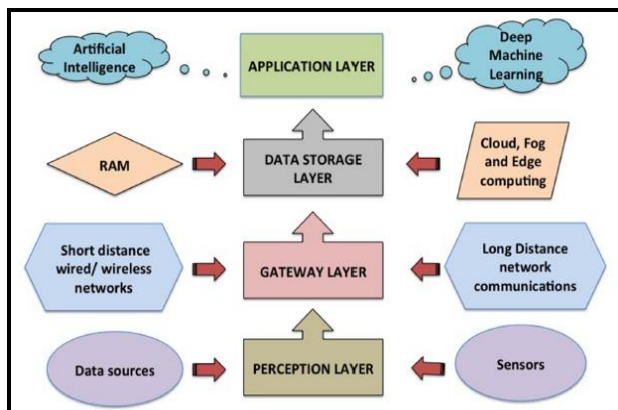 Artificial
Intelligence
APPLICATION LAYER
Deep
Machine
Learning
RAM
DATA STORAGE
LAYER
Cloud, Fog
and Edge
computing
Short distance
wired/ wireless
networks
GATEWAY LAYER
Long Distance
network
communications
Data sources
PERCEPTION LAYER
Sensors